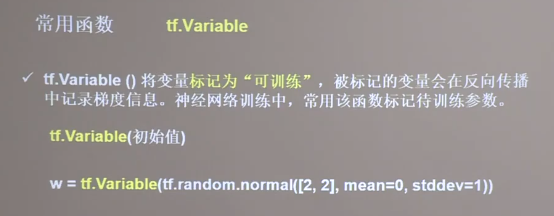 常用函数 tf.Variable
✓ tf.Variable () 将变量标记为“可训练”，被标记的变量会在反向传播
中记录梯度信息。神经网络训练中，常用该函数标记待训练参数。
tf.Variable(初始值)
w = tf.Variable(tf.random.normal([2, 2], mean=0, stddev=1))